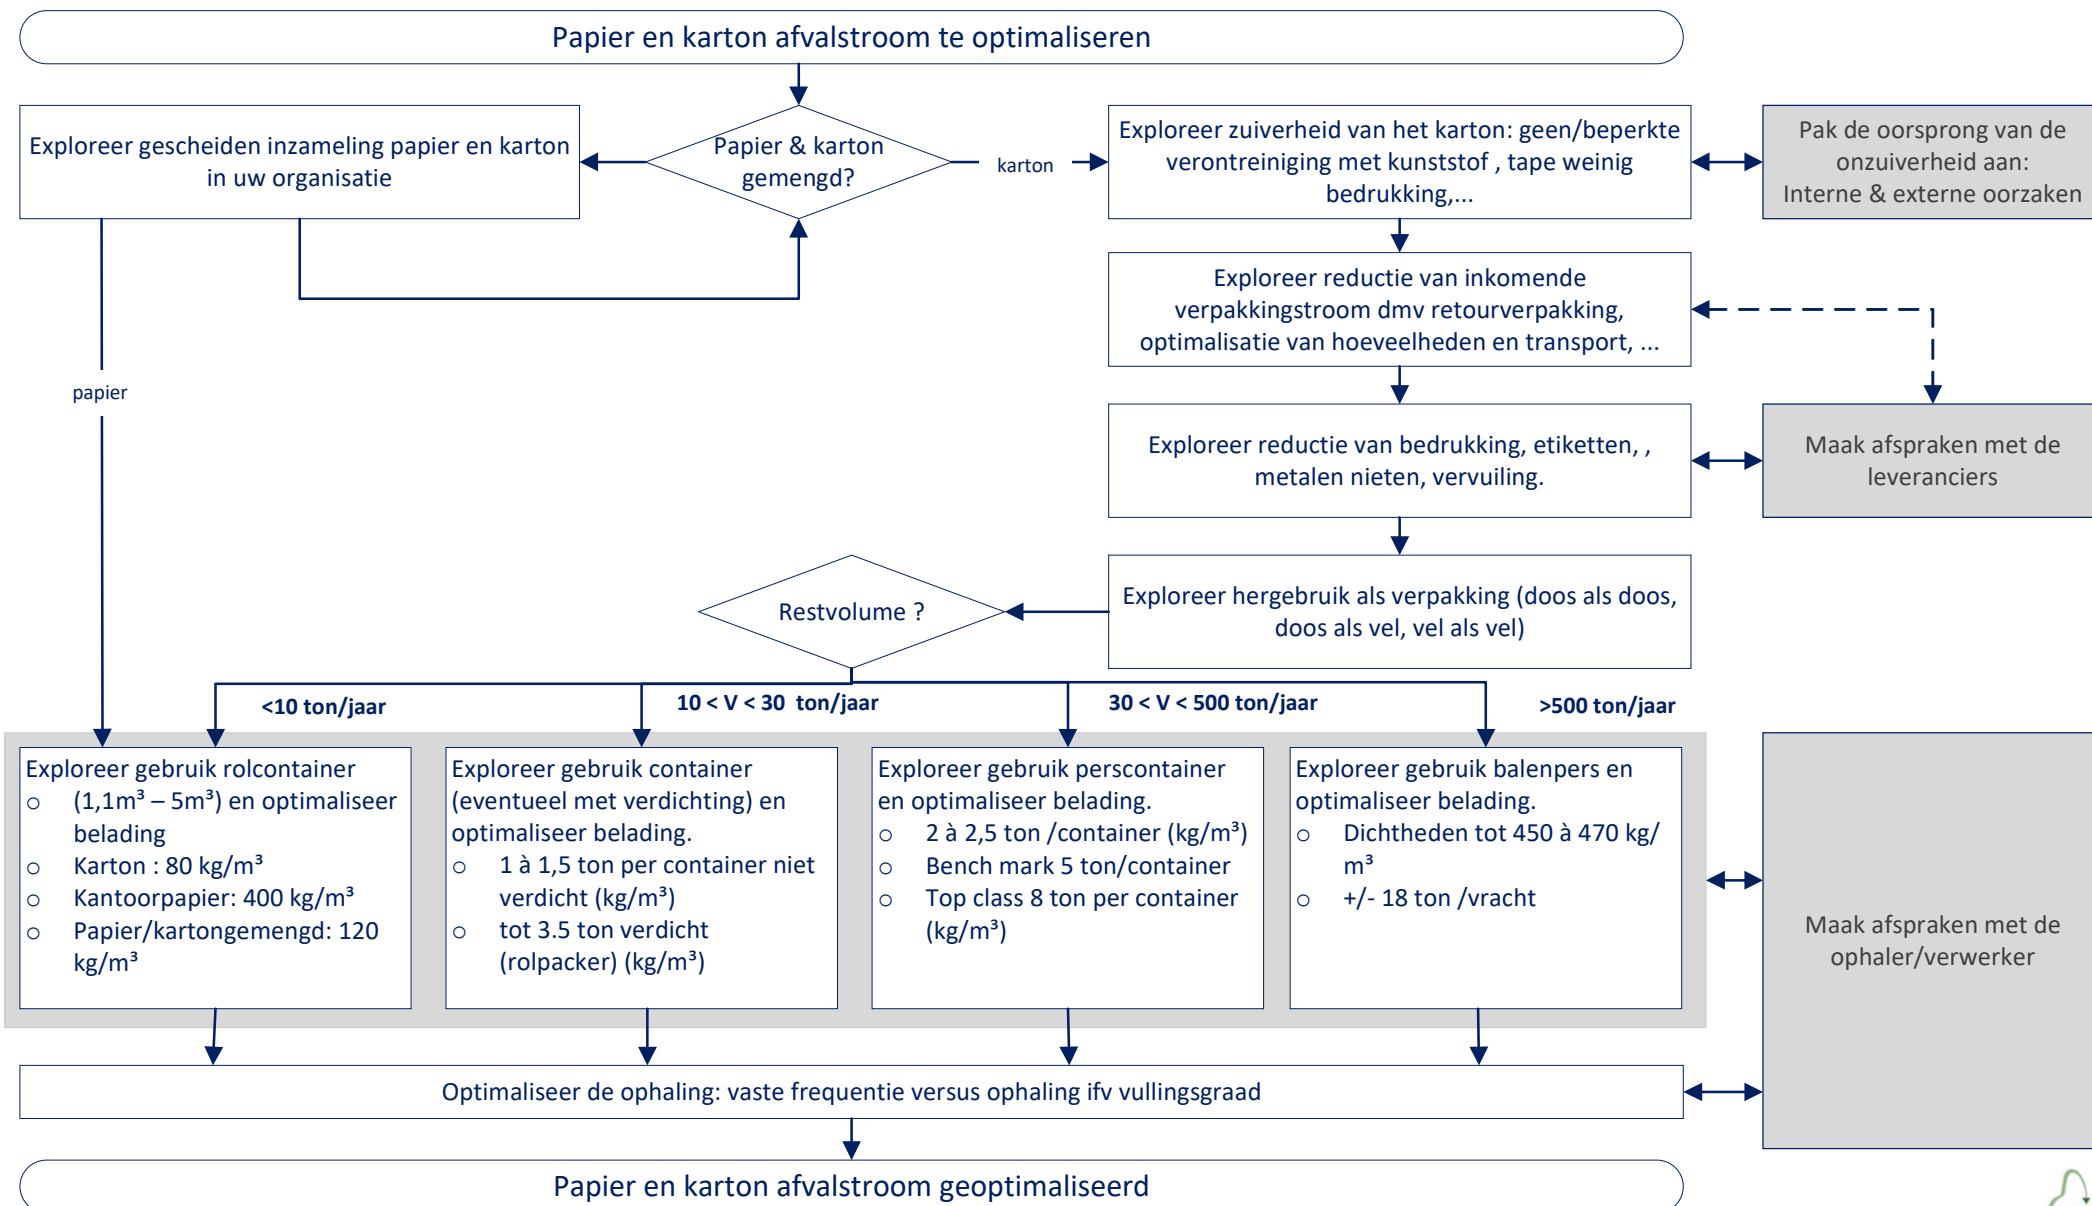 Papier en karton afvalstroom te optimaliseren
Exploreer gescheiden inzameling papier en karton
in uw organisatie
Papier & karton
gemengd?
karton
Exploreer zuiverheid van het karton: geen/beperkte
verontreiniging met kunststof , tape weinig
bedrukking,...
Pak de oorsprong van de
onzuiverheid aan:
Interne & externe oorzaken
Exploreer reductie van inkomende
verpakkingstroom dmv retourverpakking,
optimalisatie van hoeveelheden en transport, ...
papier
Exploreer reductie van bedrukking, etiketten, ,
metalen nieten, vervuiling.
Maak afspraken met de
leveranciers
Restvolume ?
Exploreer hergebruik als verpakking (doos als doos,
doos als vel, vel als vel)
<10 ton/jaar
10 < V < 30  ton/jaar
30 < V < 500 ton/jaar
>500 ton/jaar
Exploreer gebruik rolcontainer
o (1,1m³ – 5m³) en optimaliseer
belading
o Karton : 80 kg/m³
o Kantoorpapier: 400 kg/m³
o Papier/kartongemengd: 120
kg/m³
Exploreer gebruik container
(eventueel met verdichting) en
optimaliseer belading.
o 1 à 1,5 ton per container niet
verdicht (kg/m³)
o tot 3.5 ton verdicht
(rolpacker) (kg/m³)
Exploreer gebruik perscontainer
en optimaliseer belading.
o 2 à 2,5 ton /container (kg/m³)
o Bench mark 5 ton/container
o Top class 8 ton per container
(kg/m³)
Exploreer gebruik balenpers en
optimaliseer belading.
o Dichtheden tot 450 à 470 kg/
m³
o +/- 18 ton /vracht
Maak afspraken met de
ophaler/verwerker
Optimaliseer de ophaling: vaste frequentie versus ophaling ifv vullingsgraad
Papier en karton afvalstroom geoptimaliseerd